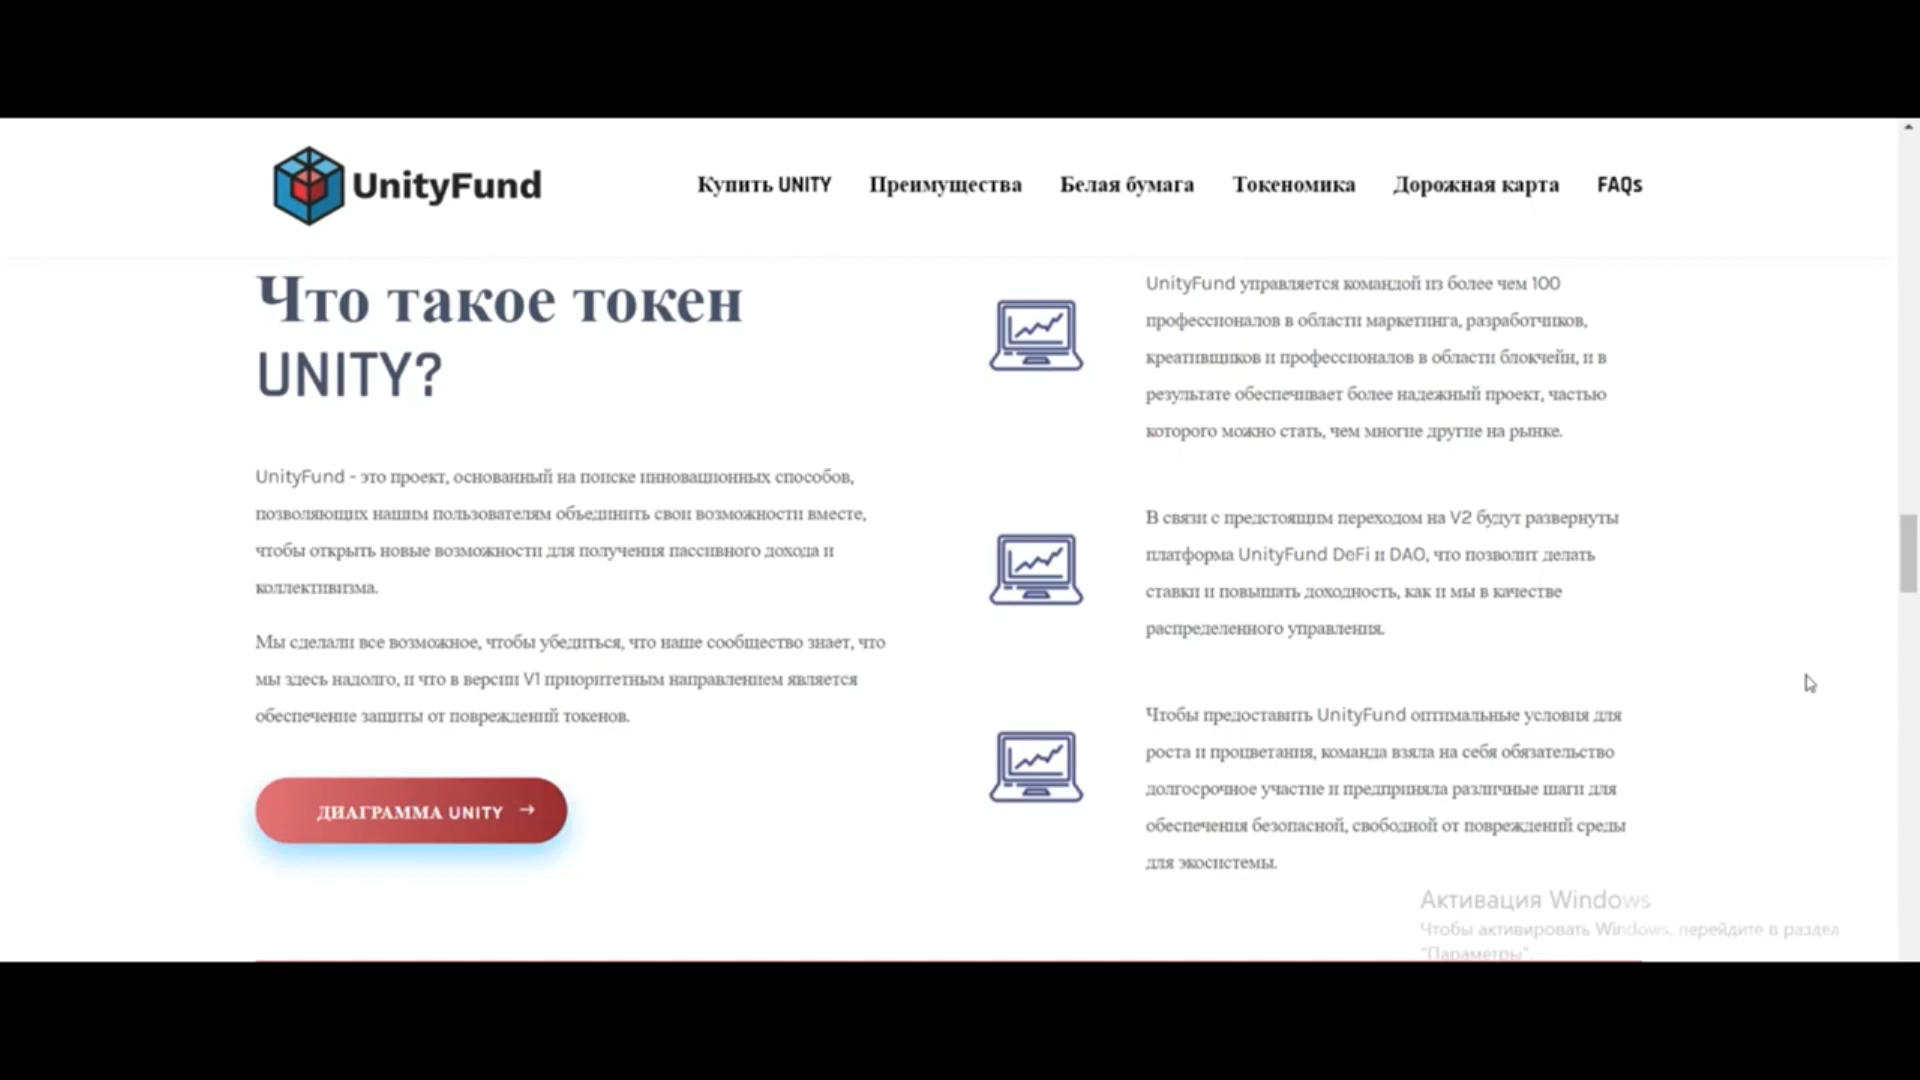 UnityFund
Купить UNITY Преимущества Белая бумага Токеномика Дорожная карта FAQs
Что такое токен
UNITY?
UnityFund - это проект, основанный на поиске инновационных способов,
позволяющих нашим пользователям объединить свои возможности вместе,
чтобы открыть новые возможности для получения пассивного дохода и
коллективизма.
Мы сделали все возможное, чтобы убедиться, что наше сообщество знает, что
мы здесь надолго, и что в версии V1 приоритетным направлением является
обеспечение защиты от повреждений токенов.
ДИАГРАММА UNITY →
UnityFund управляется командой из более чем 100
профессионалов в области маркетинга, разработчиков,
креативщиков и профессионалов в области блокчейн, и в
результате обеспечивает более надежный проект, частью
которого можно стать, чем многие другие на рынке.
В связи с предстоящим переходом на V2 будут развернуты
платформа UnityFund DeFi и DAO, что позволит делать
ставки и повышать доходность, как и мы в качестве
распределенного управления.
Чтобы предоставить UnityFund оптимальные условия для
роста и процветания, команда взяла на себя обязательство
долгосрочное участие и предприняла различные шаги для
обеспечения безопасной, свободной от повреждений среды
для экосистемы.
Активация Windows
Чтобы активировать Windows, перейдите в раздел
"Параметры".